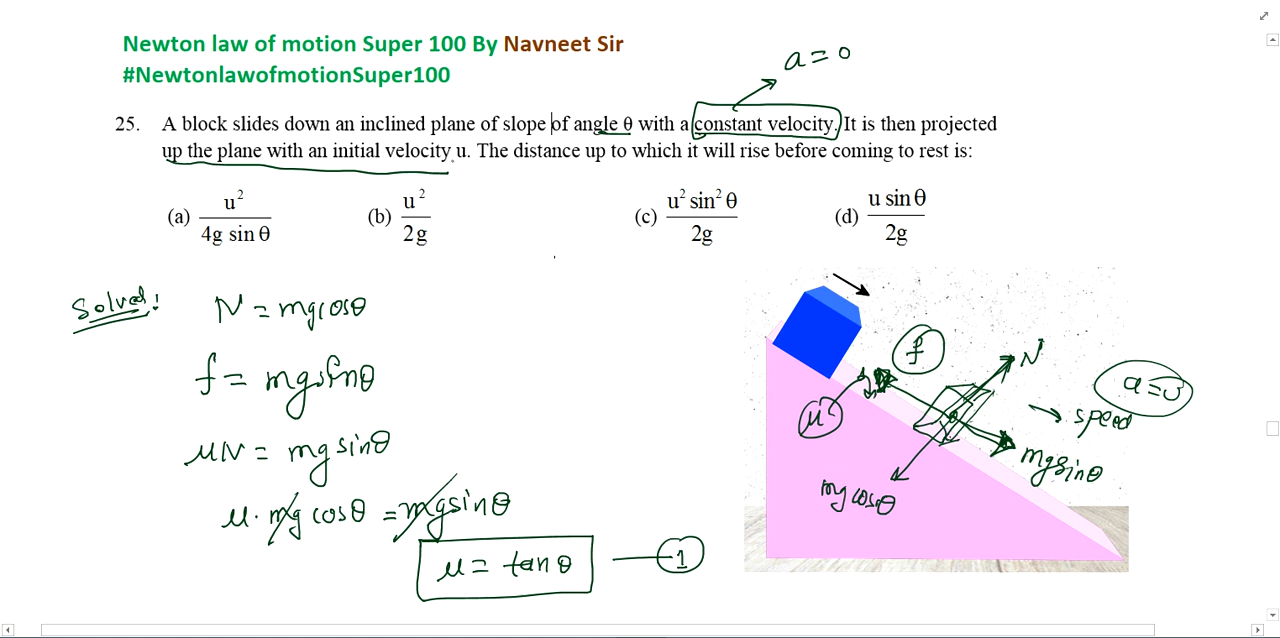 Newton law of motion Super 100 By Navneet Sir
#NewtonlawofmotionSuper100
a = 0
25. A block slides down an inclined plane of slope of angle θ with a constant velocity. It is then projected
up the plane with an initial velocity u. The distance up to which it will rise before coming to rest is:
(a) u²/4g sin θ (b) u²/2g (c) u² sin² θ/2g (d) u sin θ/2g
Solved:
N = mg cosθ
f = mg sinθ
μN = mg sinθ
μ. mg cosθ = mg sinθ
μ = tan θ — 1
f
N
a = 0
speed
μ
mg sinθ
mg cosθ